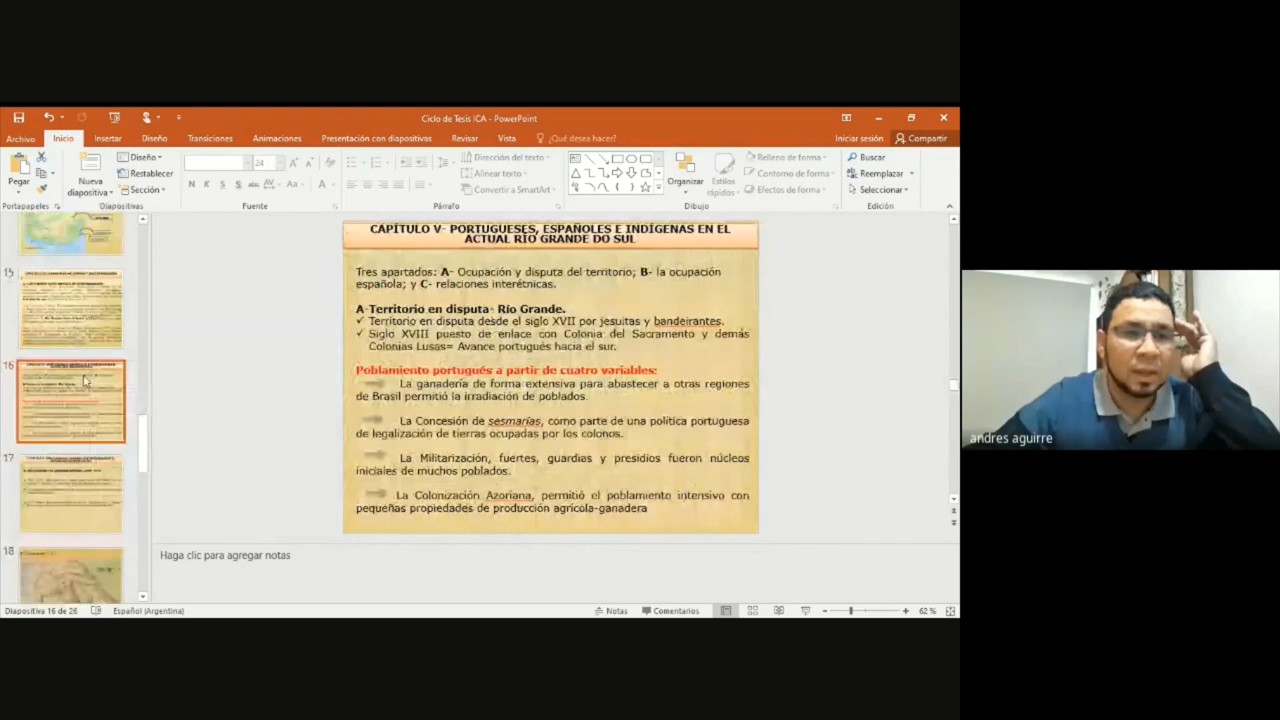 Ciclo de Tesis ICA - PowerPoint
Archivo Inicio Insertar Diseño Transiciones Animaciones Presentación con diapositivas Revisar Vista ¿Qué desea hacer? Iniciar sesión Compartir
Pegar
Nueva diapositiva
Diseño
Restablecer
Sección
24
N K S S abc AV Aa A
Dirección del texto
Alinear texto
Convertir a SmartArt
Organizar
Estilos rápidos
Relleno de forma
Contorno de forma
Efectos de forma
Buscar
Reemplazar
Seleccionar
Portapapeles Diapositivas Fuente Párrafo Dibujo Edición
15
16
17
18
CAPÍTULO V- PORTUGUESES, ESPAÑOLES E INDÍGENAS EN EL
ACTUAL RÍO GRANDE DO SUL
Tres apartados: A- Ocupación y disputa del territorio; B- la ocupación
española; y C- relaciones interétnicas.
A-Territorio en disputa- Río Grande.
✓ Territorio en disputa desde el siglo XVII por jesuitas y bandeirantes.
✓ Siglo XVIII puesto de enlace con Colonia del Sacramento y demás
Colonias Lusas= Avance portugués hacia el sur.
Poblamiento portugués a partir de cuatro variables:
La ganadería de forma extensiva para abastecer a otras regiones
de Brasil permitió la irradiación de poblados.
La Concesión de sesmarías, como parte de una política portuguesa
de legalización de tierras ocupadas por los colonos.
La Militarización, fuertes, guardias y presidios fueron núcleos
iniciales de muchos poblados.
La Colonización Azoriana, permitió el poblamiento intensivo con
pequeñas propiedades de producción agrícola-ganadera
Haga clic para agregar notas
Diapositiva 16 de 26 Español (Argentina) Notas Comentarios 62 %
andres aguirre